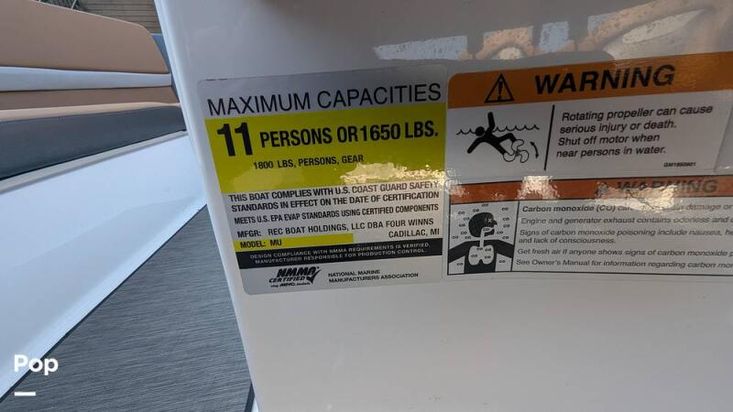 MAXIMUM CAPACITIES
11 PERSONS OR 1650 LBS.
1800 LBS, PERSONS, GEAR
THIS BOAT COMPLIES WITH U.S. COAST GUARD SAFETY
STANDARDS IN EFFECT ON THE DATE OF CERTIFICATION
MEETS U.S. EPA EVAP STANDARDS USING CERTIFIED COMPONENTS
MFGR: REC BOAT HOLDINGS, LLC DBA FOUR WINNS
CADILLAC, MI
MODEL: MU
DESIGN COMPLIANCE WITH NMMA REQUIREMENTS IS VERIFIED.
MANUFACTURER RESPONSIBLE FOR PRODUCTION CONTROL.
NMMA
CERTIFIED
NATIONAL MARINE
MANUFACTURERS ASSOCIATION
WARNING
Rotating propeller can cause
serious injury or death.
Shut off motor when
near persons in water.
WARNING
Carbon monoxide (CO) can damage or
Engine and generator exhaust contains odorless and
Signs of carbon monoxide poisoning include nausea,
and lack of consciousness.
Get fresh air if anyone shows signs of carbon monoxide
See Owner's Manual for information regarding carbon
Pop